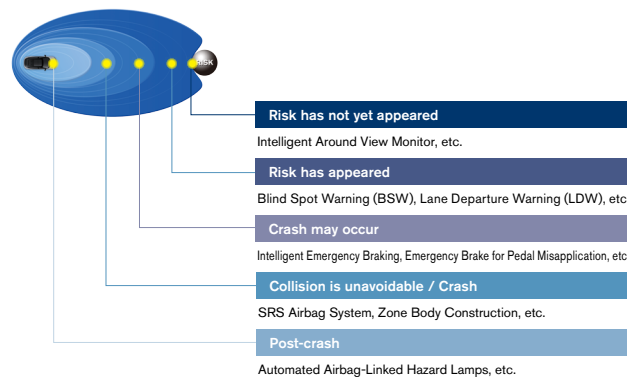 RISK
Risk has not yet appeared
Intelligent Around View Monitor, etc.
Risk has appeared
Blind Spot Warning (BSW), Lane Departure Warning (LDW), etc
Crash may occur
Intelligent Emergency Braking, Emergency Brake for Pedal Misapplication, etc
Collision is unavoidable / Crash
SRS Airbag System, Zone Body Construction, etc.
Post-crash
Automated Airbag-Linked Hazard Lamps, etc.